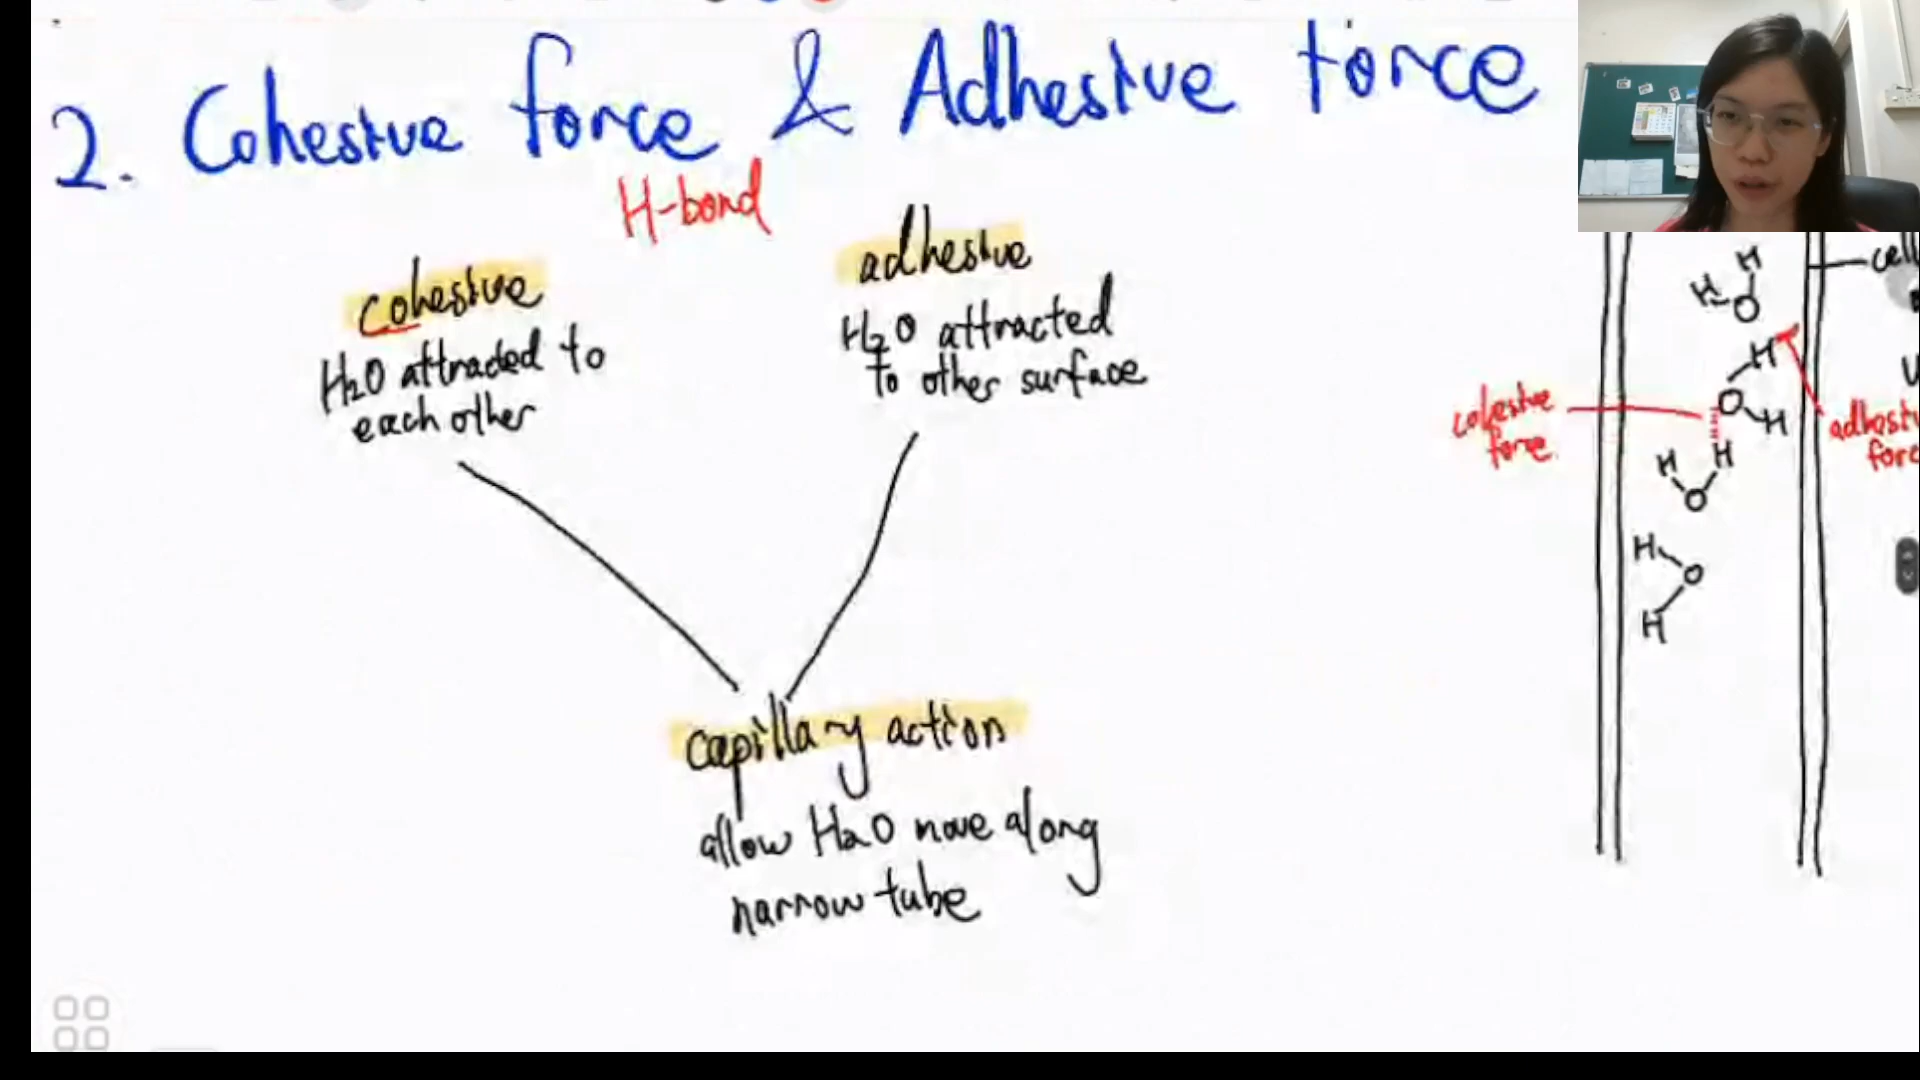 2. Cohesive force & Adhesive force
H-bond
cohesive
H2O attracted to
each other
adhesive
H2O attracted
to other surface
capillary action
allow H2O move along
narrow tube
cell
H
H O
H
O H
cohesive
force
adhesive
force
H H
O
H
O
H